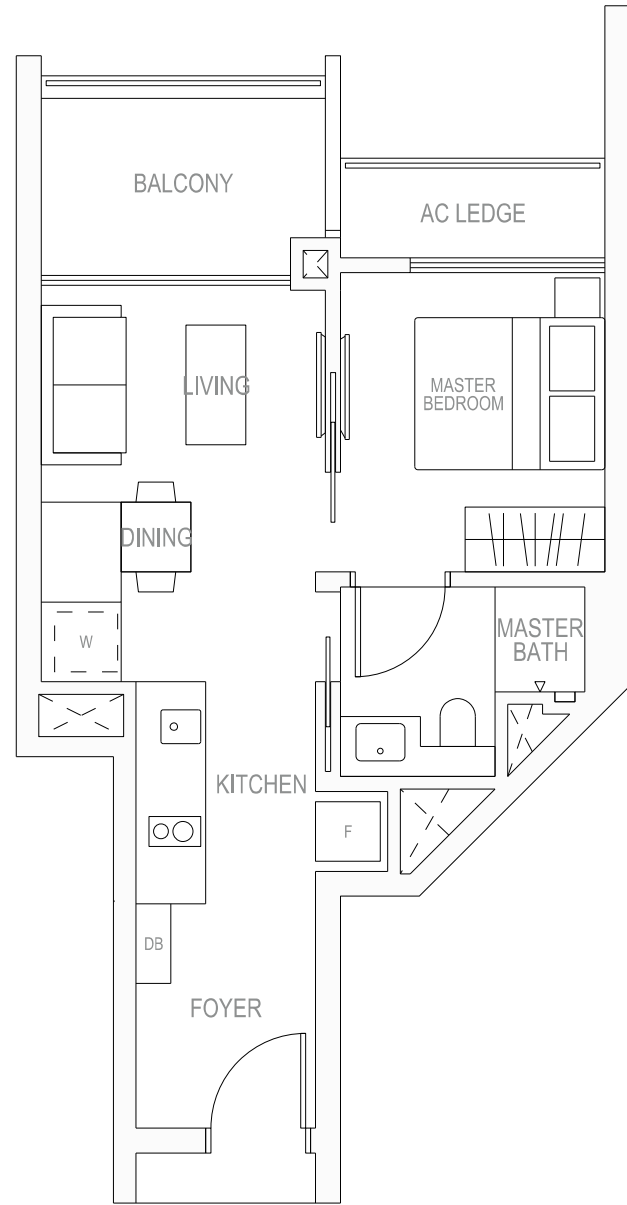 BALCONY
AC LEDGE
LIVING
MASTER
BEDROOM
DINING
W
MASTER
BATH
KITCHEN
F
DB
FOYER